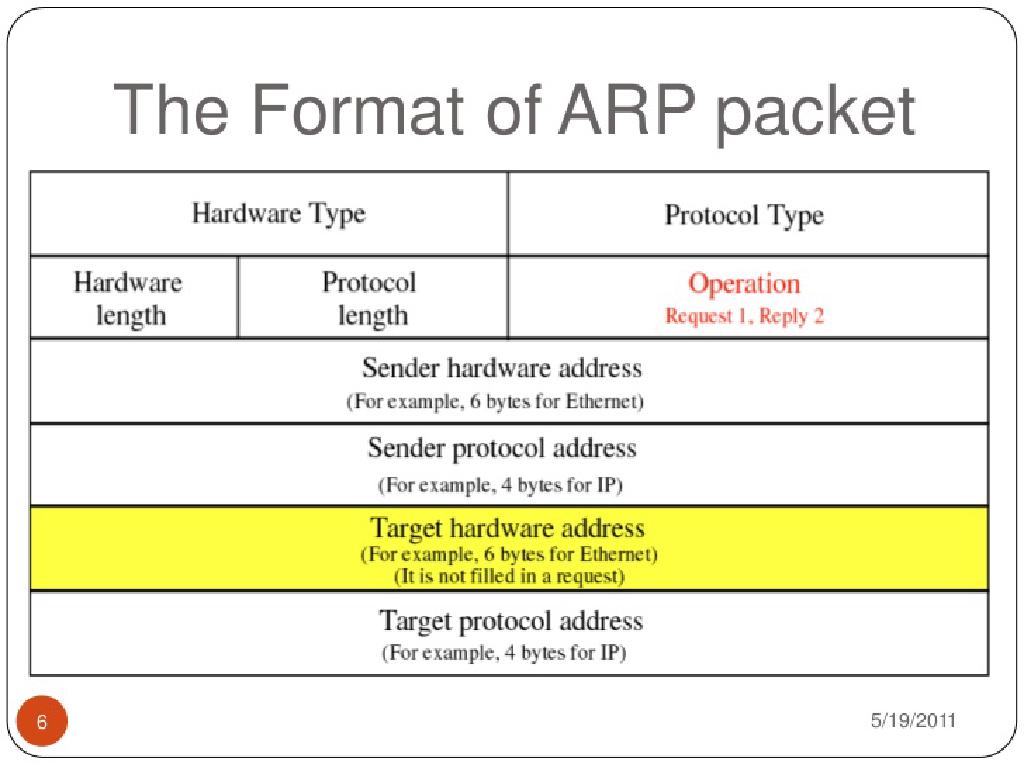 The Format of ARP packet
Hardware Type
Protocol Type
Hardware
length
Protocol
length
Operation
Request 1, Reply 2
Sender hardware address
(For example, 6 bytes for Ethernet)
Sender protocol address
(For example, 4 bytes for IP)
Target hardware address
(For example, 6 bytes for Ethernet)
(It is not filled in a request)
Target protocol address
(For example, 4 bytes for IP)
6
5/19/2011